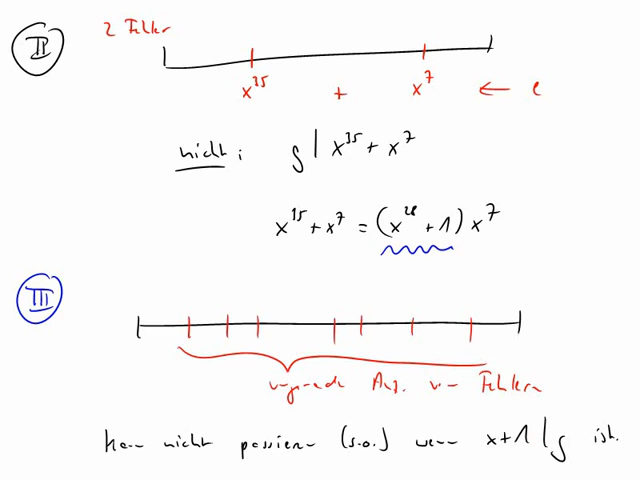 II 2 Fehler
x^35 + x^7 ← e
nicht: g | x^35 + x^7
x^35 + x^7 = (x^28 + 1) x^7
III
ungerade Anz. von Fehlern
kann nicht passieren (s.o.) wenn x+1 | g ist.